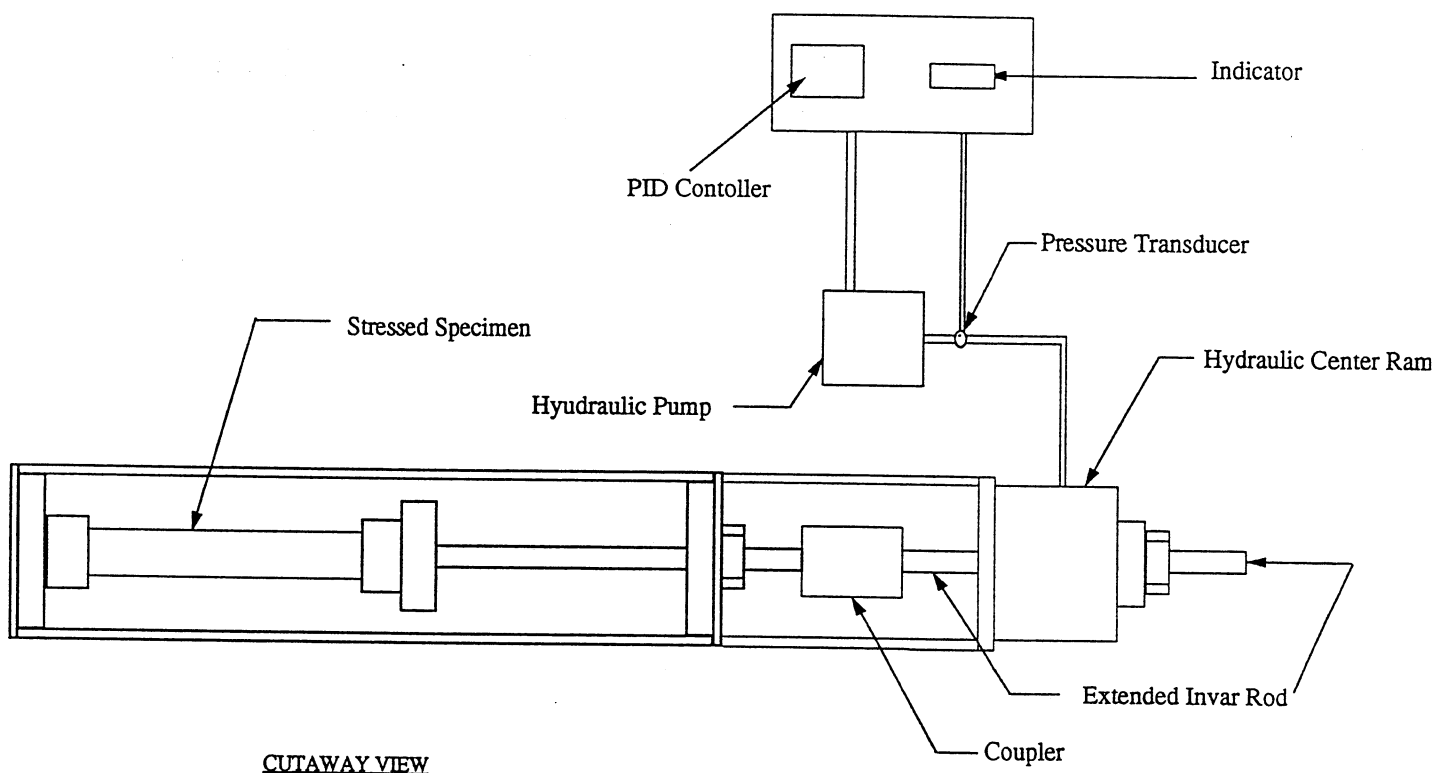 Indicator
PID Contoller
Pressure Transducer
Stressed Specimen
Hydraulic Center Ram
Hyudraulic Pump
Extended Invar Rod
Coupler
CUTAWAY VIEW